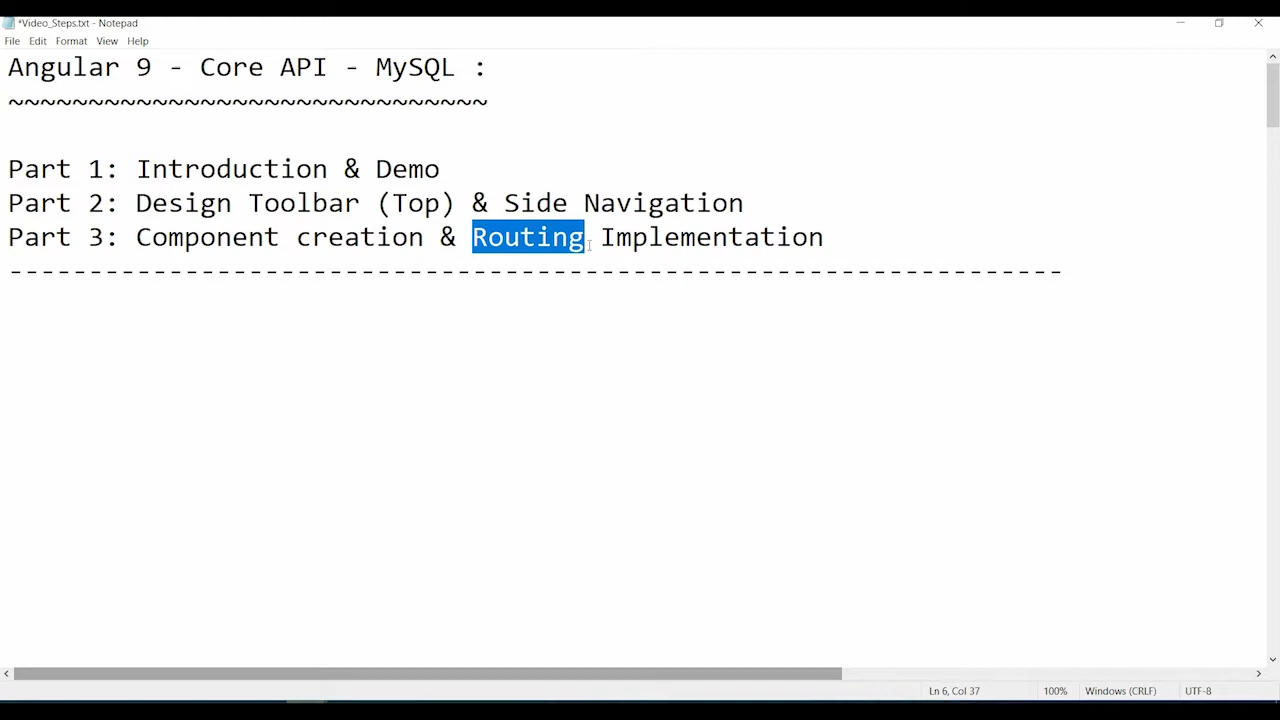 *Video_Steps.txt - Notepad
File Edit Format View Help
Angular 9 - Core API - MySQL :
~~~~~~~~~~~~~~~~~~~~~~~~~~~~~~
Part 1: Introduction & Demo
Part 2: Design Toolbar (Top) & Side Navigation
Part 3: Component creation & Routing Implementation
------------------------------------------------------------------
Ln 6, Col 37 100% Windows (CRLF) UTF-8